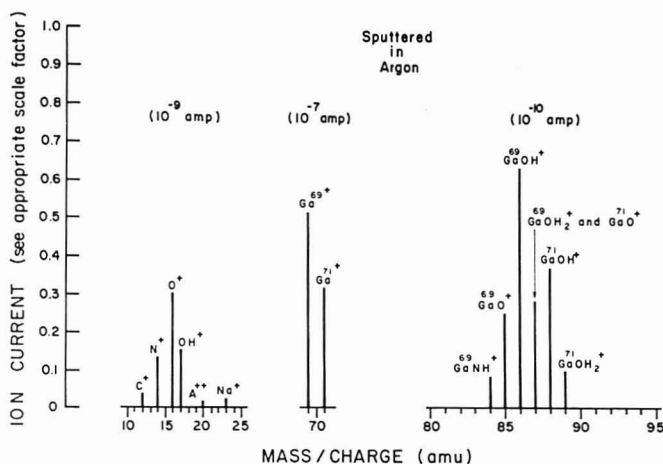 Sputtered
in
Argon
ION CURRENT (see appropriate scale factor)
1.0
0.9
0.8
0.7
0.6
0.5
0.4
0.3
0.2
0.1
0
(10⁻⁹ amp)
(10⁻⁷ amp)
(10⁻¹⁰ amp)
C⁺
N⁺
O⁺
OH⁺
A⁺⁺
Na⁺
Ga⁶⁹⁺
Ga⁷¹⁺
⁶⁹GaNH⁺
⁶⁹GaO⁺
⁶⁹GaOH⁺
⁶⁹GaOH₂⁺ and ⁷¹GaO⁺
⁷¹GaOH⁺
⁷¹GaOH₂⁺
10 15 20 25
70
80 85 90 95
MASS/CHARGE (amu)